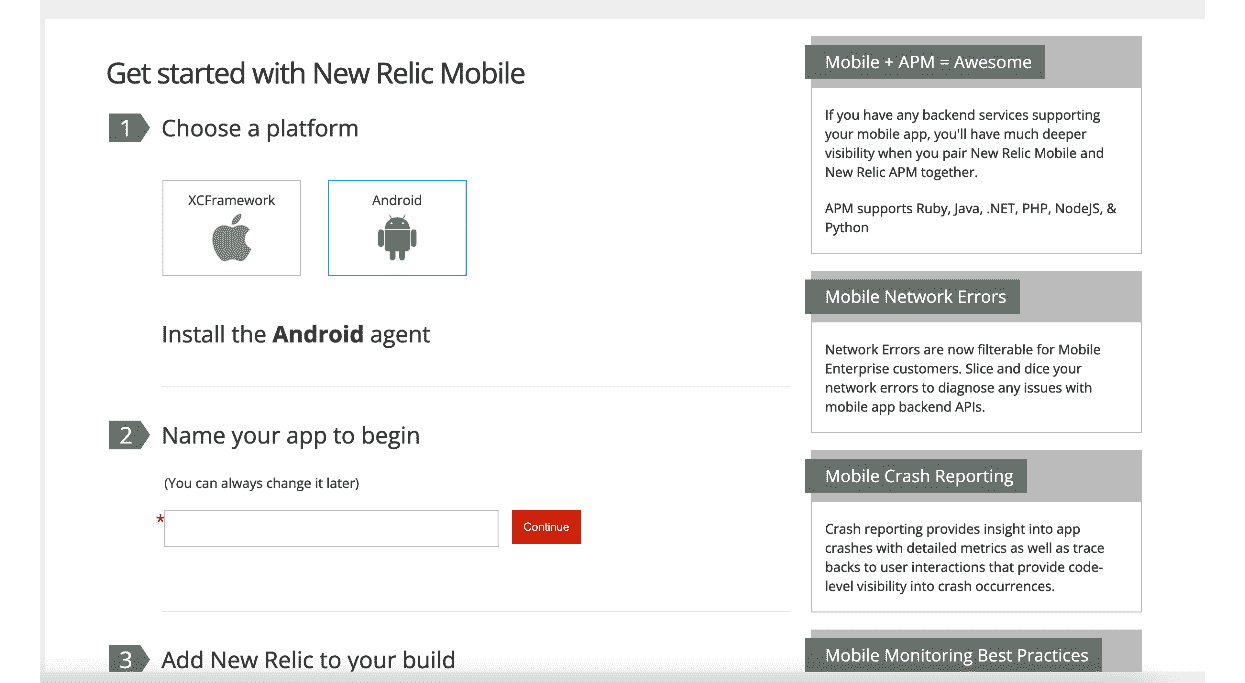 Get started with New Relic Mobile
1 Choose a platform
XCFramework
Android
Install the Android agent
2 Name your app to begin
(You can always change it later)
*
Continue
3 Add New Relic to your build
Mobile + APM = Awesome
If you have any backend services supporting
your mobile app, you'll have much deeper
visibility when you pair New Relic Mobile and
New Relic APM together.
APM supports Ruby, Java, .NET, PHP, NodeJS, &
Python
Mobile Network Errors
Network Errors are now filterable for Mobile
Enterprise customers. Slice and dice your
network errors to diagnose any issues with
mobile app backend APIs.
Mobile Crash Reporting
Crash reporting provides insight into app
crashes with detailed metrics as well as trace
backs to user interactions that provide code-
level visibility into crash occurrences.
Mobile Monitoring Best Practices